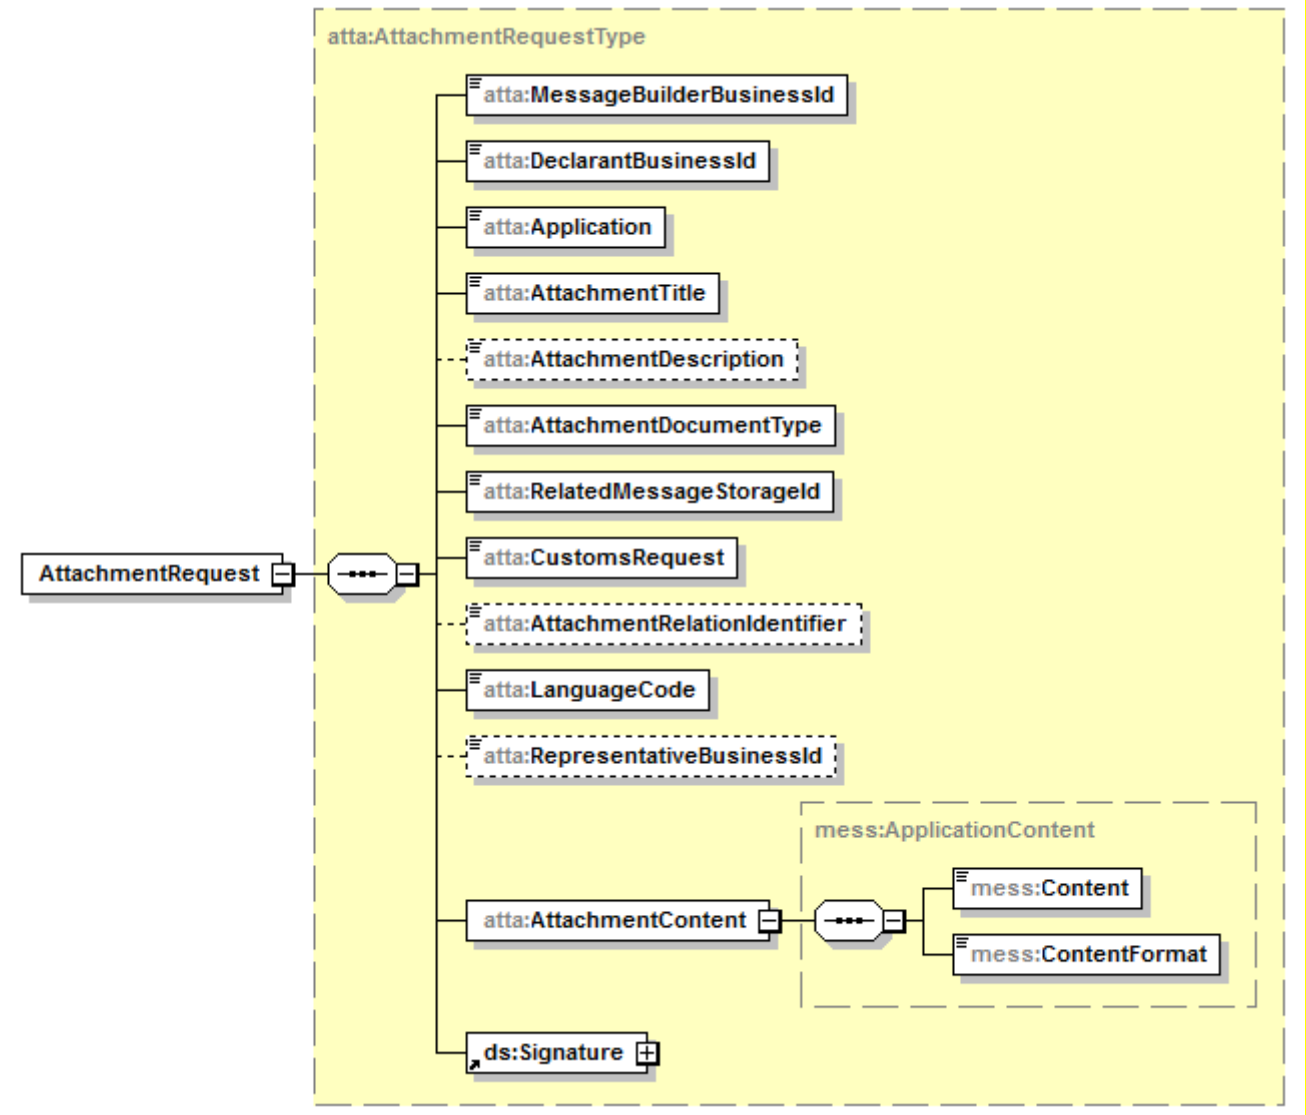 atta:AttachmentRequestType
atta:MessageBuilderBusinessId
atta:DeclarantBusinessId
atta:Application
atta:AttachmentTitle
atta:AttachmentDescription
atta:AttachmentDocumentType
atta:RelatedMessageStorageId
atta:CustomsRequest
AttachmentRequest
atta:AttachmentRelationIdentifier
atta:LanguageCode
atta:RepresentativeBusinessId
mess:ApplicationContent
mess:Content
atta:AttachmentContent
mess:ContentFormat
ds:Signature